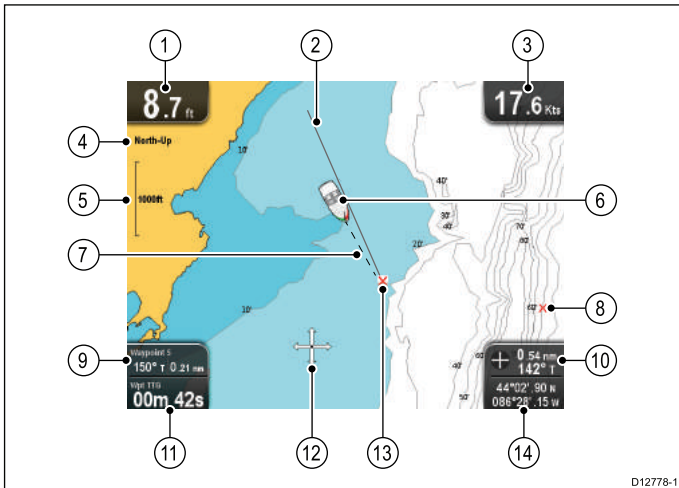 1
2
3
8.7 ft
17.6 Kts
4
North-Up
10'
40'
5
1000ft
6
30'
40'
70'
60'
7
20'
10'
60'
8
9
Waypoint 5
150° T 0.21 nm
Wpt TTG
00m 42s
0.54 nm
142° T
44°02'.90 N
086°28'.15 W
10
40'
50'
11
12
13
14
D12778-1